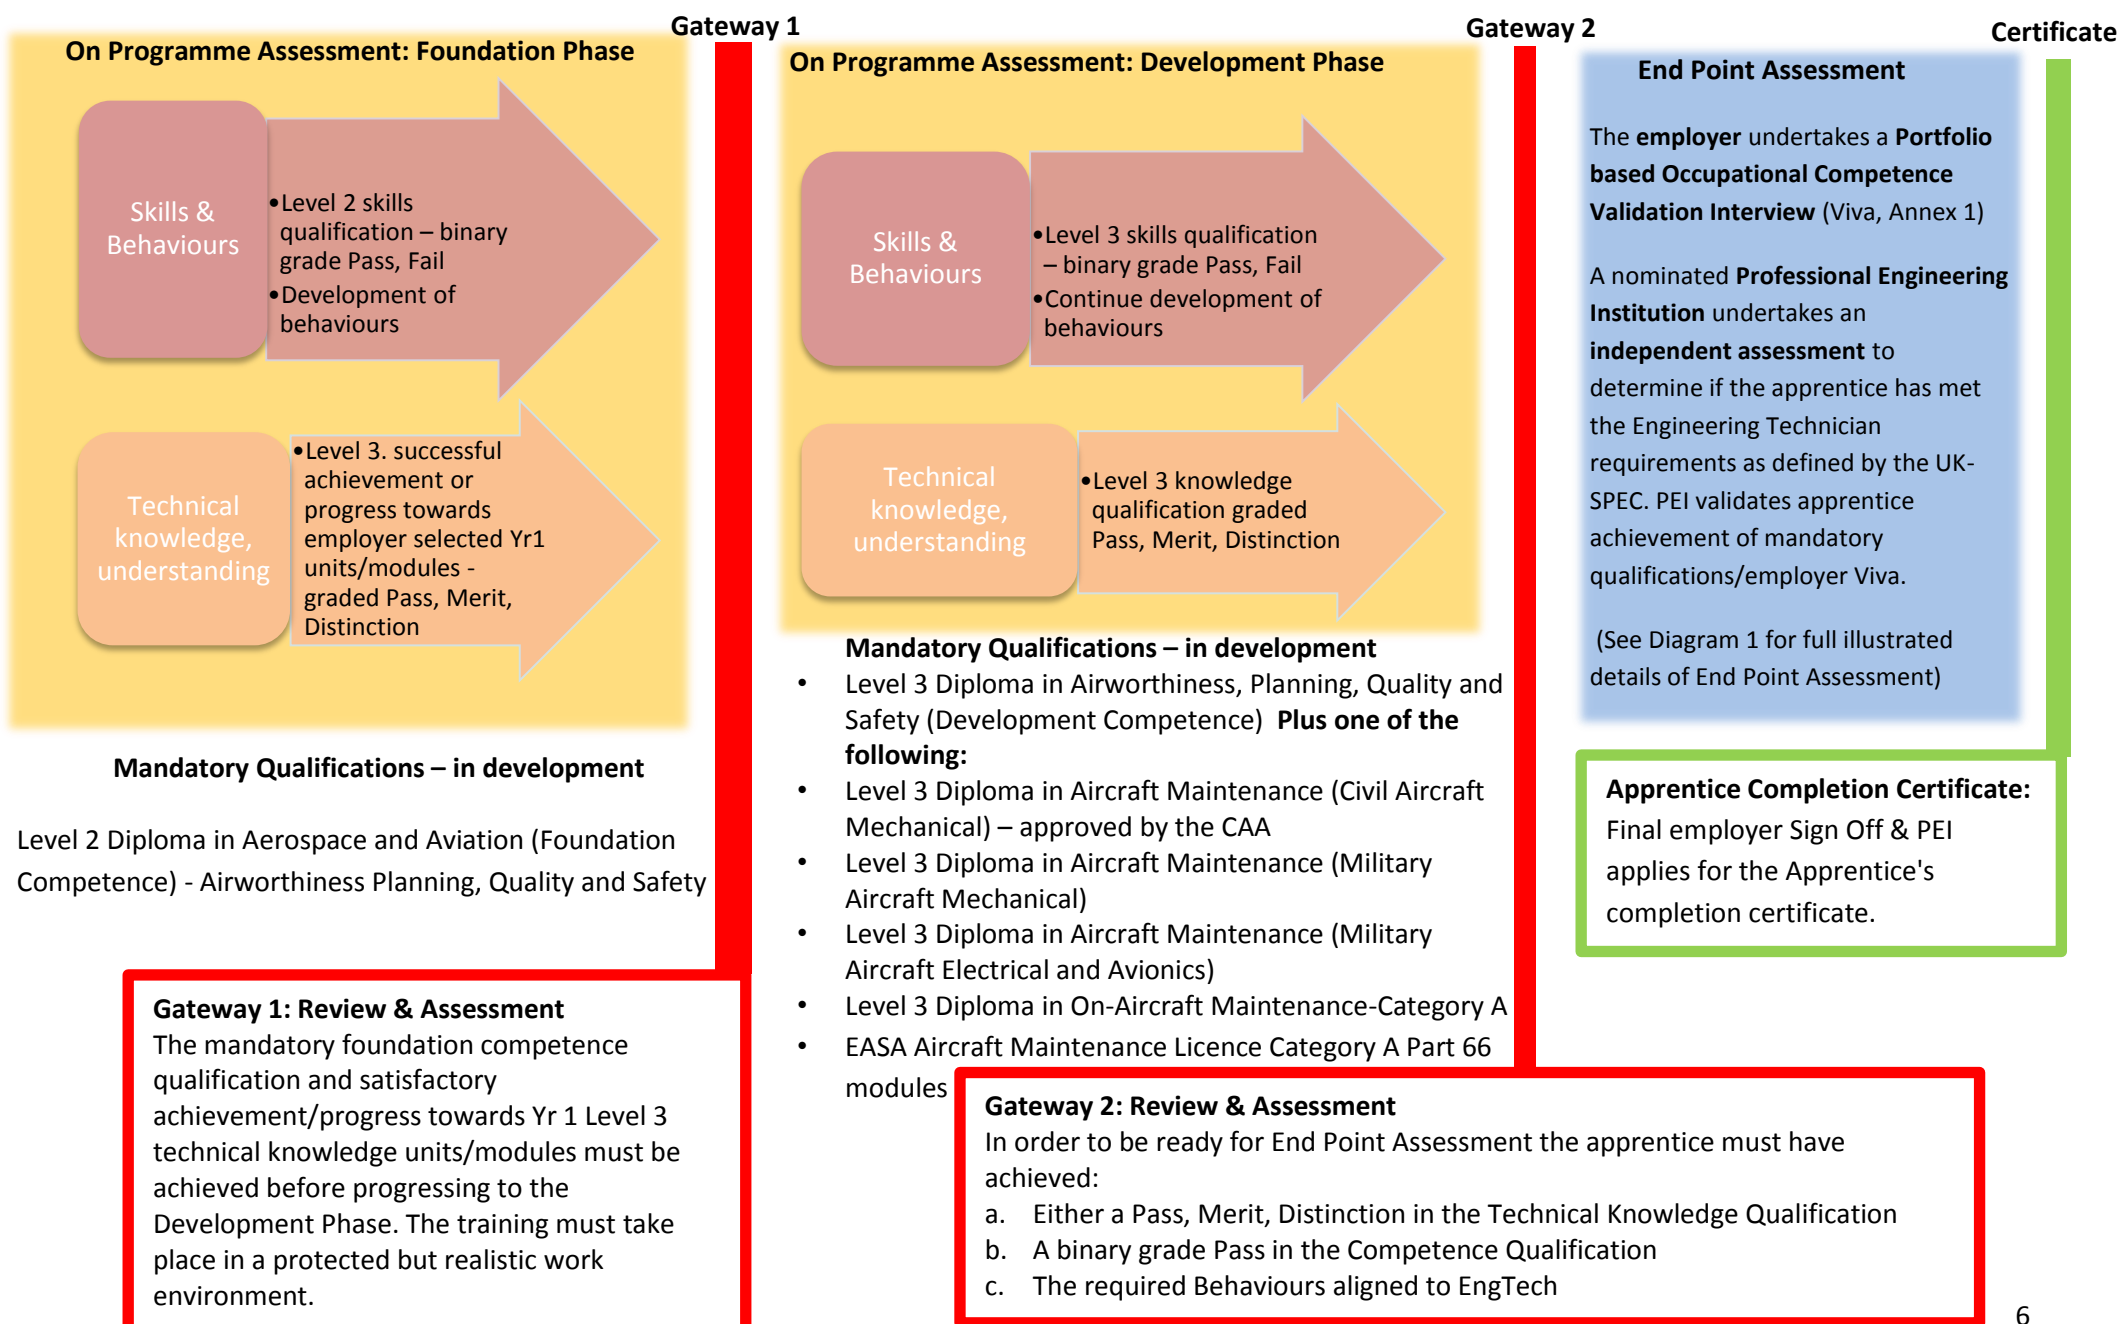 Gateway 1
Gateway 2
Certificate
On Programme Assessment: Foundation Phase
Skills &
Behaviours
•Level 2 skills
qualification – binary
grade Pass, Fail
•Development of
behaviours
Technical
knowledge,
understanding
•Level 3. successful
achievement or
progress towards
employer selected Yr1
units/modules -
graded Pass, Merit,
Distinction
Mandatory Qualifications – in development
Level 2 Diploma in Aerospace and Aviation (Foundation
Competence) - Airworthiness Planning, Quality and Safety
Gateway 1: Review & Assessment
The mandatory foundation competence
qualification and satisfactory
achievement/progress towards Yr 1 Level 3
technical knowledge units/modules must be
achieved before progressing to the
Development Phase. The training must take
place in a protected but realistic work
environment.
On Programme Assessment: Development Phase
Skills &
Behaviours
•Level 3 skills qualification
– binary grade Pass, Fail
•Continue development of
behaviours
Technical
knowledge,
understanding
•Level 3 knowledge
qualification graded
Pass, Merit, Distinction
Mandatory Qualifications – in development
• Level 3 Diploma in Airworthiness, Planning, Quality and
Safety (Development Competence) Plus one of the
following:
• Level 3 Diploma in Aircraft Maintenance (Civil Aircraft
Mechanical) – approved by the CAA
• Level 3 Diploma in Aircraft Maintenance (Military
Aircraft Mechanical)
• Level 3 Diploma in Aircraft Maintenance (Military
Aircraft Electrical and Avionics)
• Level 3 Diploma in On-Aircraft Maintenance-Category A
• EASA Aircraft Maintenance Licence Category A Part 66
modules
Gateway 2: Review & Assessment
In order to be ready for End Point Assessment the apprentice must have
achieved:
a. Either a Pass, Merit, Distinction in the Technical Knowledge Qualification
b. A binary grade Pass in the Competence Qualification
c. The required Behaviours aligned to EngTech
End Point Assessment
The employer undertakes a Portfolio
based Occupational Competence
Validation Interview (Viva, Annex 1)
A nominated Professional Engineering
Institution undertakes an
independent assessment to
determine if the apprentice has met
the Engineering Technician
requirements as defined by the UK-
SPEC. PEI validates apprentice
achievement of mandatory
qualifications/employer Viva.
(See Diagram 1 for full illustrated
details of End Point Assessment)
Apprentice Completion Certificate:
Final employer Sign Off & PEI
applies for the Apprentice's
completion certificate.
6